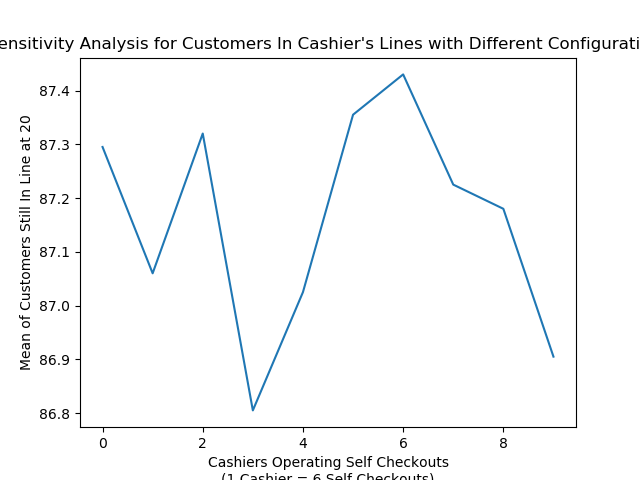 ensitivity Analysis for Customers In Cashier's Lines with Different Configurati
87.4
87.3
87.2
87.1
87.0
86.9
86.8
Mean of Customers Still In Line at 20
0 2 4 6 8
Cashiers Operating Self Checkouts
(1 Cashier = 6 Self Checkouts)